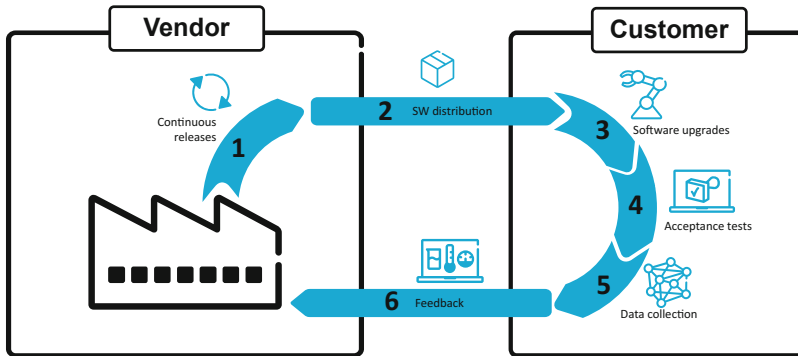 Vendor
Customer
Continuous
releases
1
2
SW distribution
3
Software upgrades
4
Acceptance tests
5
Data collection
6
Feedback